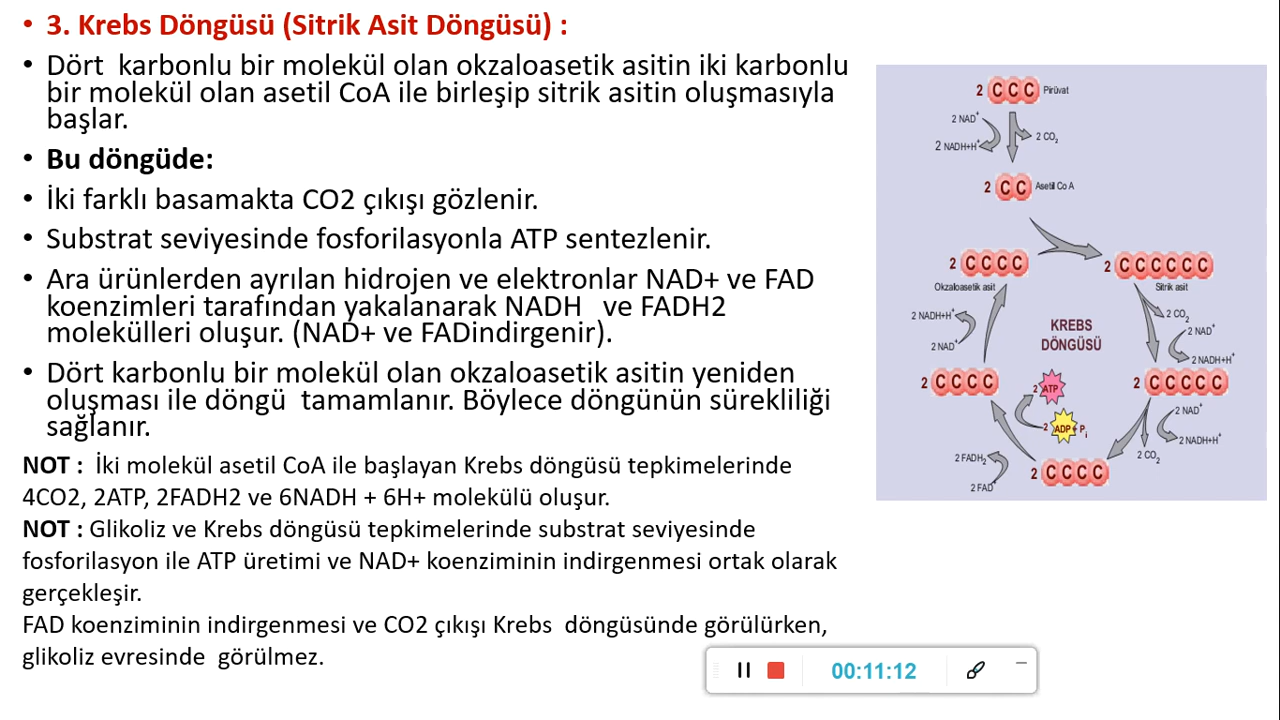 • 3. Krebs Döngüsü (Sitrik Asit Döngüsü) :
• Dört karbonlu bir molekül olan okzaloasetik asitin iki karbonlu
bir molekül olan asetil CoA ile birleşip sitrik asitin oluşmasıyla
başlar.
• Bu döngüde:
• İki farklı basamakta CO2 çıkışı gözlenir.
• Substrat seviyesinde fosforilasyonla ATP sentezlenir.
• Ara ürünlerden ayrılan hidrojen ve elektronlar NAD+ ve FAD
koenzimleri tarafından yakalanarak NADH ve FADH2
molekülleri oluşur. (NAD+ ve FADindirgenir).
• Dört karbonlu bir molekül olan okzaloasetik asitin yeniden
oluşması ile döngü tamamlanır. Böylece döngünün sürekliliği
sağlanır.
NOT : İki molekül asetil CoA ile başlayan Krebs döngüsü tepkimelerinde
4CO2, 2ATP, 2FADH2 ve 6NADH + 6H+ molekülü oluşur.
NOT : Glikoliz ve Krebs döngüsü tepkimelerinde substrat seviyesinde
fosforilasyon ile ATP üretimi ve NAD+ koenziminin indirgenmesi ortak olarak
gerçekleşir.
FAD koenziminin indirgenmesi ve CO2 çıkışı Krebs döngüsünde görülürken,
glikoliz evresinde görülmez.
2 C C C Pirüvat
2 NAD+
2 CO2
2 NADH+H+
2 C C Asetil Co A
2 C C C C
2 C C C C C C
Okzaloasetik asit
Sitrik asit
2 NADH+H+
2 CO2
2 NAD+
KREBS
DÖNGÜSÜ
2 NAD+
2 NADH+H+
2 C C C C
2 ATP
2 C C C C C
2 ADP + Pi
2 NAD+
2 NADH+H+
2 FADH2
2 CO2
2 C C C C
2 FAD+
00:11:12